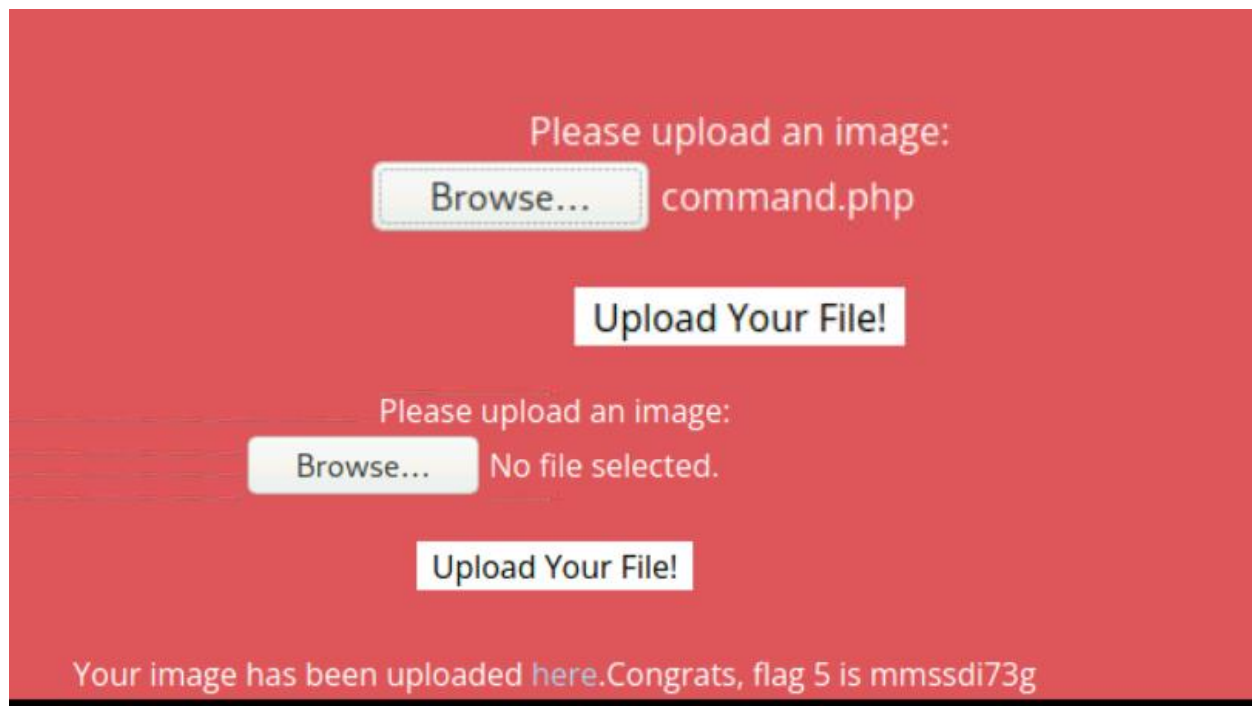 Please upload an image:
Browse... command.php
Upload Your File!
Please upload an image:
Browse... No file selected.
Upload Your File!
Your image has been uploaded here.Congrats, flag 5 is mmssdi73g